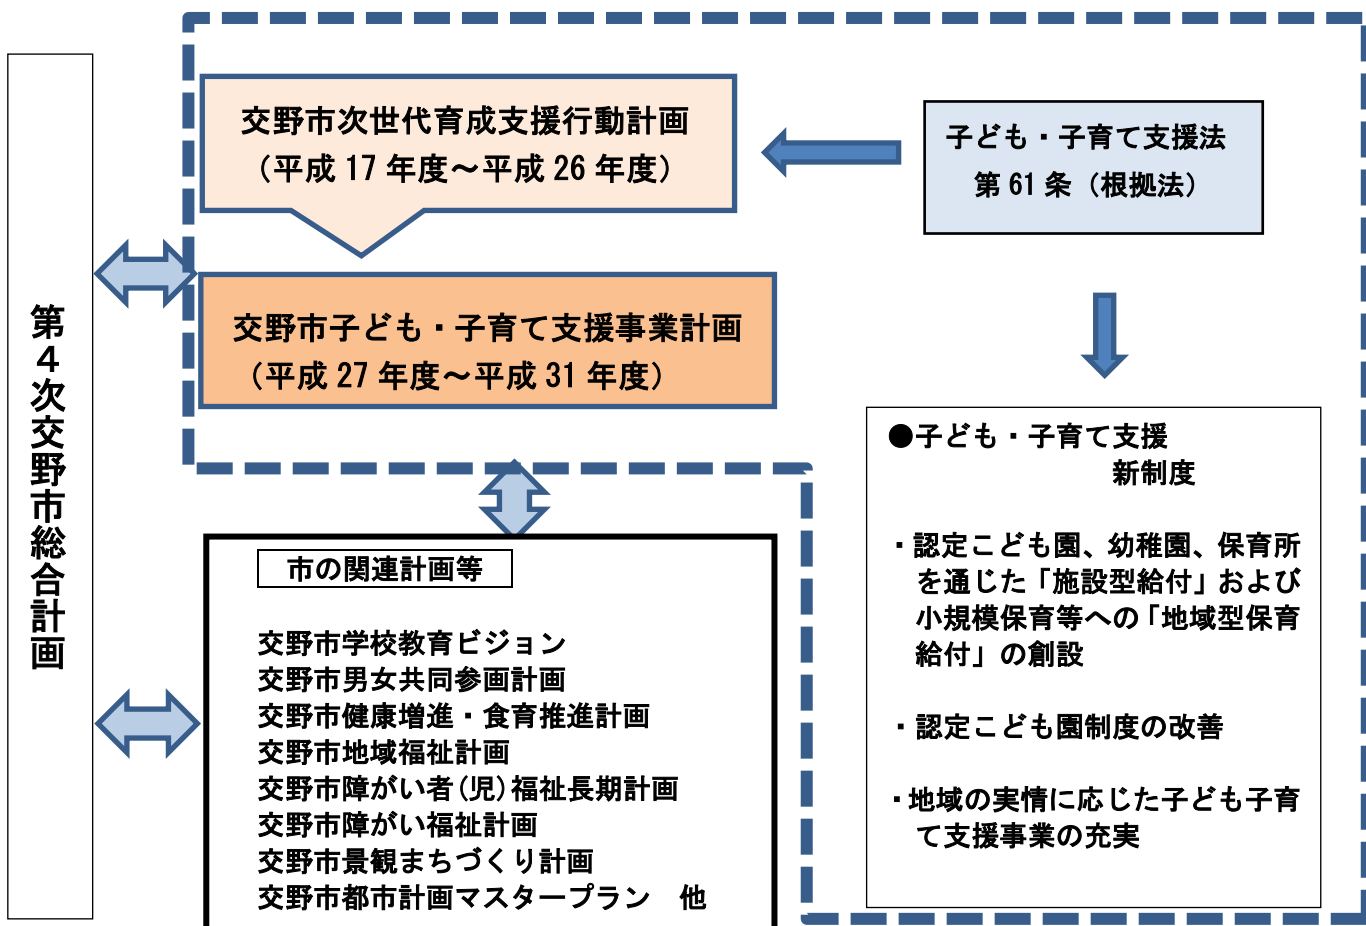 第４次交野市総合計画
交野市次世代育成支援行動計画
（平成 17 年度～平成 26 年度）
子ども・子育て支援法
第 61 条（根拠法）
交野市子ども・子育て支援事業計画
（平成 27 年度～平成 31 年度）
市の関連計画等
交野市学校教育ビジョン
交野市男女共同参画計画
交野市健康増進・食育推進計画
交野市地域福祉計画
交野市障がい者(児)福祉長期計画
交野市障がい福祉計画
交野市景観まちづくり計画
交野市都市計画マスタープラン　他
●子ども・子育て支援
新制度
・認定こども園、幼稚園、保育所
を通じた「施設型給付」および
小規模保育等への「地域型保育
給付」の創設
・認定こども園制度の改善
・地域の実情に応じた子ども子育
て支援事業の充実